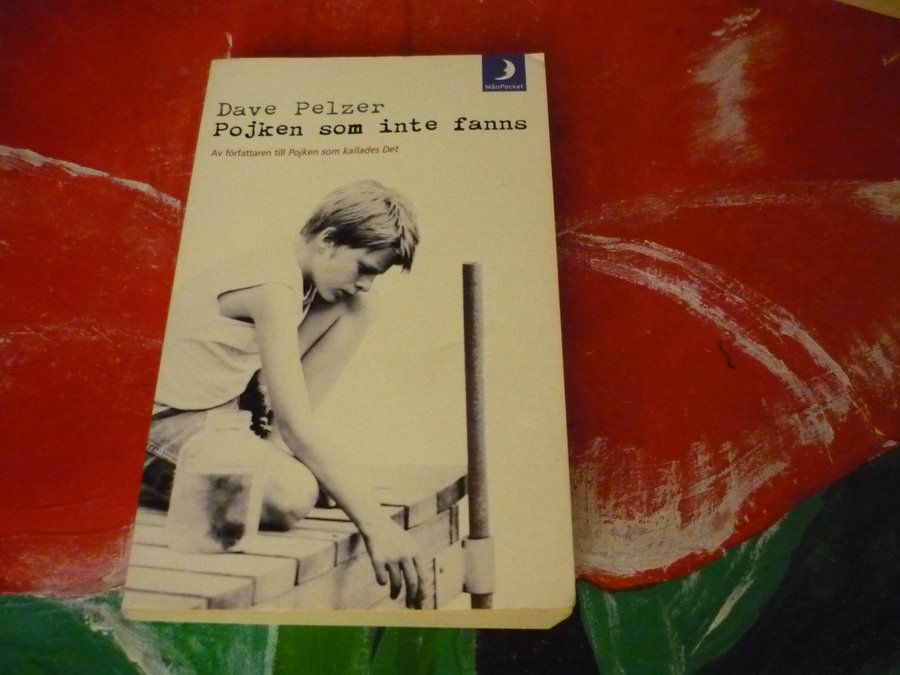 MånPocket
Dave Pelzer
Pojken som inte fanns
Av författaren till Pojken som kallades Det